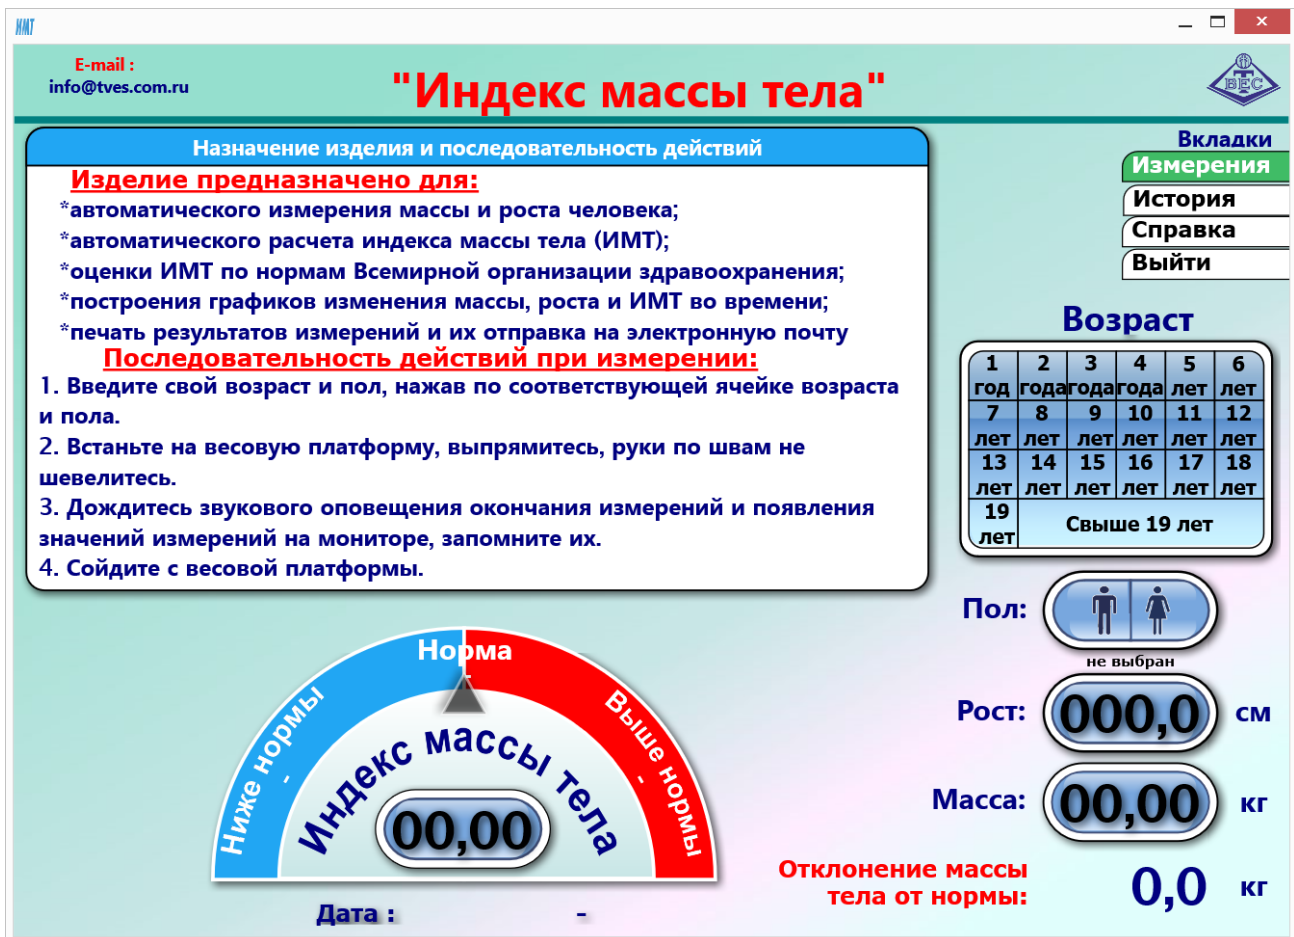 ИМТ
E-mail :
info@tves.com.ru
"Индекс массы тела"
ВЕС
Назначение изделия и последовательность действий
Изделие предназначено для:
*автоматического измерения массы и роста человека;
*автоматического расчета индекса массы тела (ИМТ);
*оценки ИМТ по нормам Всемирной организации здравоохранения;
*построения графиков изменения массы, роста и ИМТ во времени;
*печать результатов измерений и их отправка на электронную почту
Последовательность действий при измерении:
1. Введите свой возраст и пол, нажав по соответствующей ячейке возраста
и пола.
2. Встаньте на весовую платформу, выпрямитесь, руки по швам не
шевелитесь.
3. Дождитесь звукового оповещения окончания измерений и появления
значений измерений на мониторе, запомните их.
4. Сойдите с весовой платформы.
Вкладки
Измерения
История
Справка
Выйти
Возраст
1 2 3 4 5 6
год года года года лет лет
7 8 9 10 11 12
лет лет лет лет лет лет
13 14 15 16 17 18
лет лет лет лет лет лет
19
лет
Свыше 19 лет
Пол:
не выбран
Рост: 000,0 см
Масса: 00,00 кг
Отклонение массы
тела от нормы: 0,0 кг
Норма
-
Ниже нормы
-
Выше нормы
-
Индекс массы тела
00,00
Дата : -